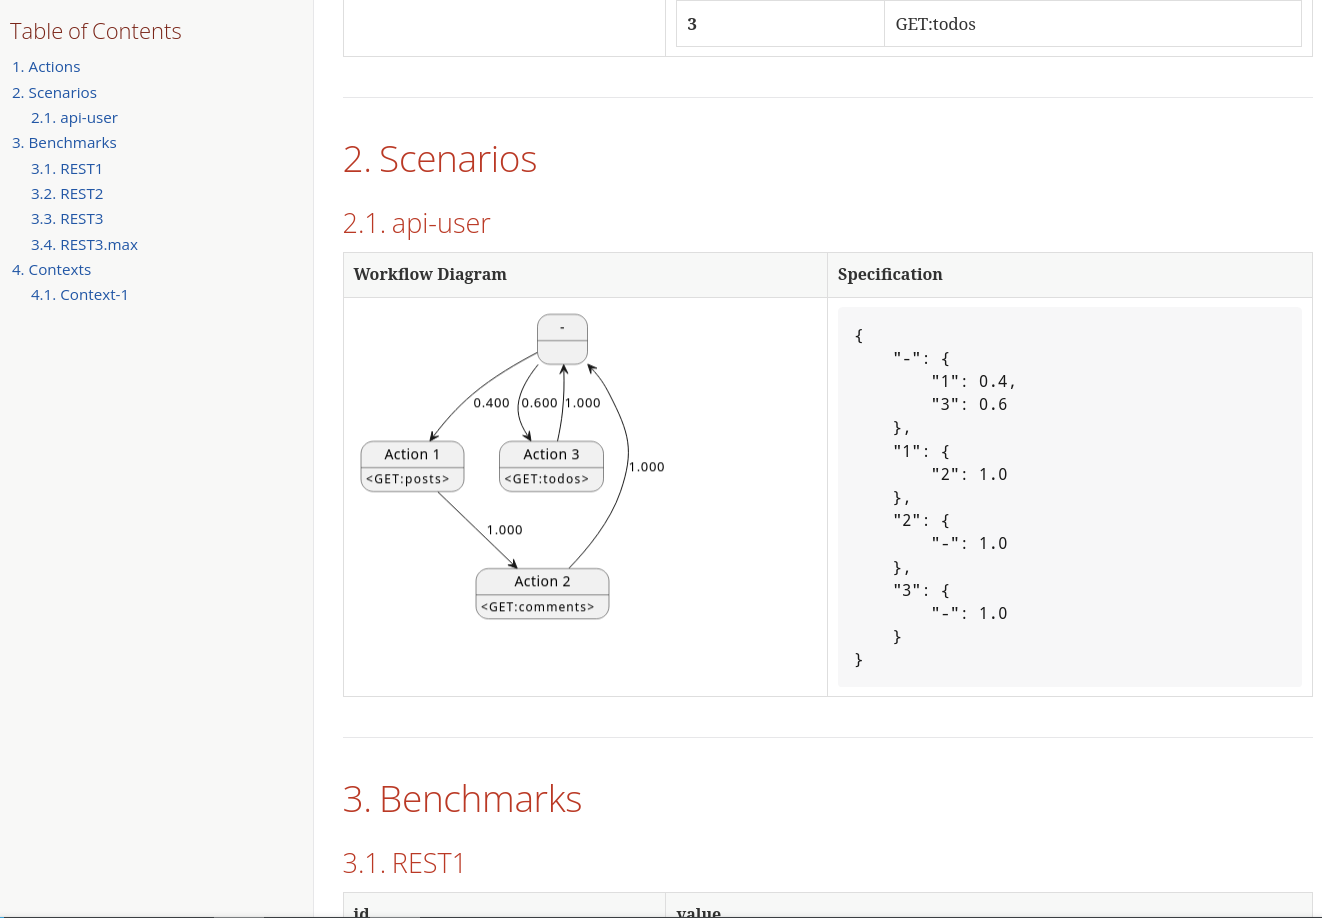 Table of Contents
1. Actions
2. Scenarios
2.1. api-user
3. Benchmarks
3.1. REST1
3.2. REST2
3.3. REST3
3.4. REST3.max
4. Contexts
4.1. Context-1
3 GET:todos
2. Scenarios
2.1. api-user
Workflow Diagram Specification
-
0.400 0.600 1.000
Action 1 Action 3
<GET:posts> <GET:todos>
1.000
1.000
Action 2
<GET:comments>
{
    "-": {
        "1": 0.4,
        "3": 0.6
    },
    "1": {
        "2": 1.0
    },
    "2": {
        "-": 1.0
    },
    "3": {
        "-": 1.0
    }
}
3. Benchmarks
3.1. REST1
id value